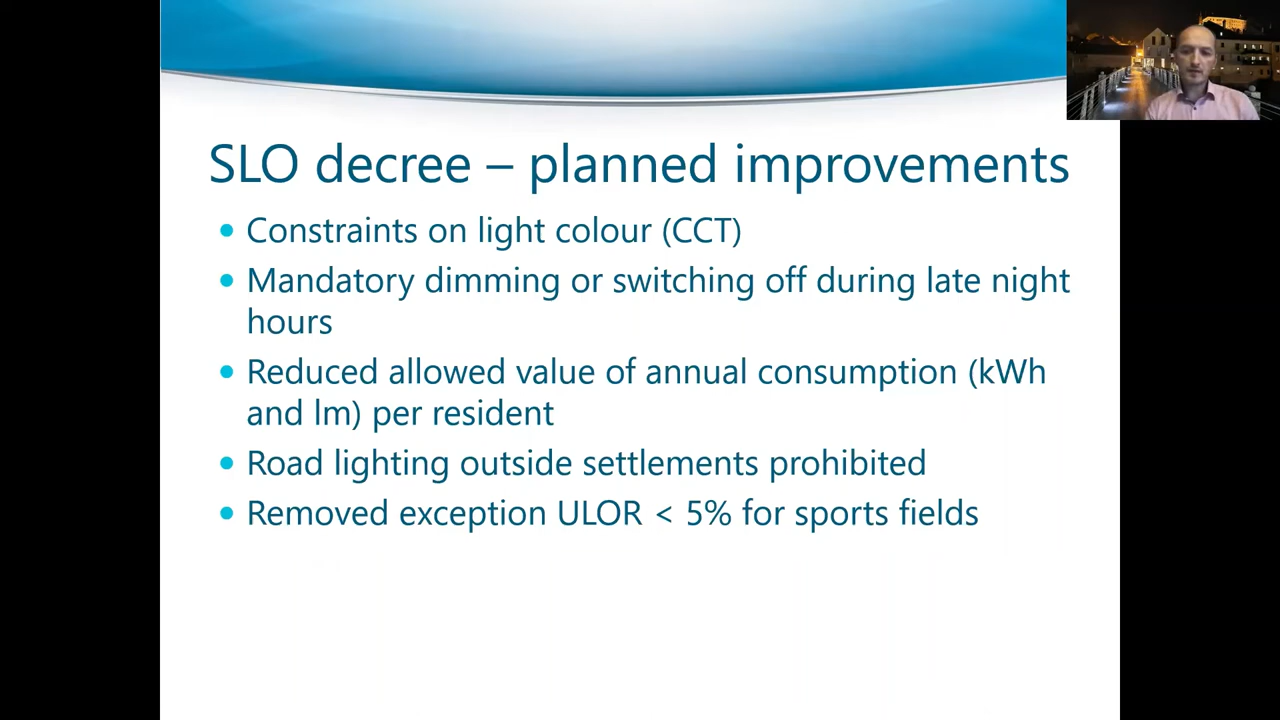 SLO decree – planned improvements
• Constraints on light colour (CCT)
• Mandatory dimming or switching off during late night
hours
• Reduced allowed value of annual consumption (kWh
and lm) per resident
• Road lighting outside settlements prohibited
• Removed exception ULOR < 5% for sports fields